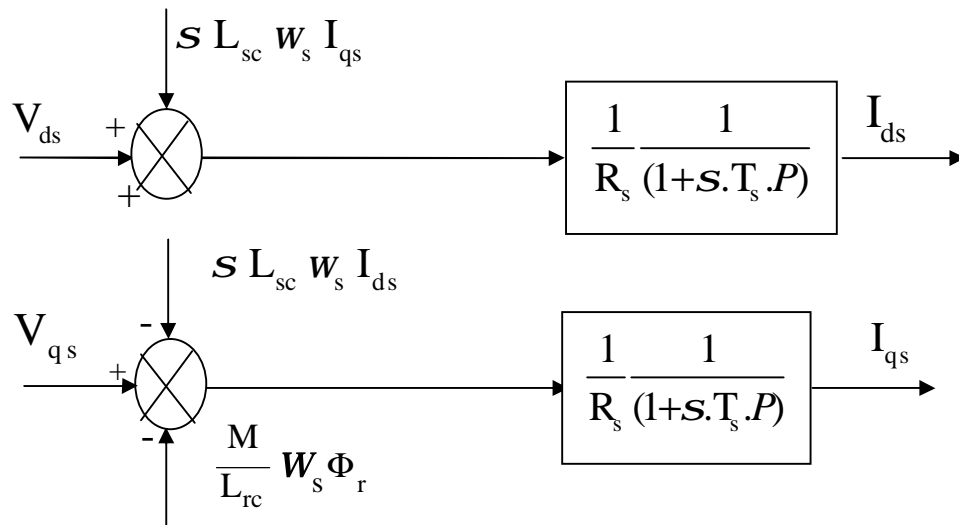 s L_sc w_s I_qs
V_ds
+
+
1/R_s 1/(1+s.T_s.P)
I_ds
s L_sc w_s I_ds
-
V_qs
+
1/R_s 1/(1+s.T_s.P)
I_qs
-
M/L_rc w_s Φ_r